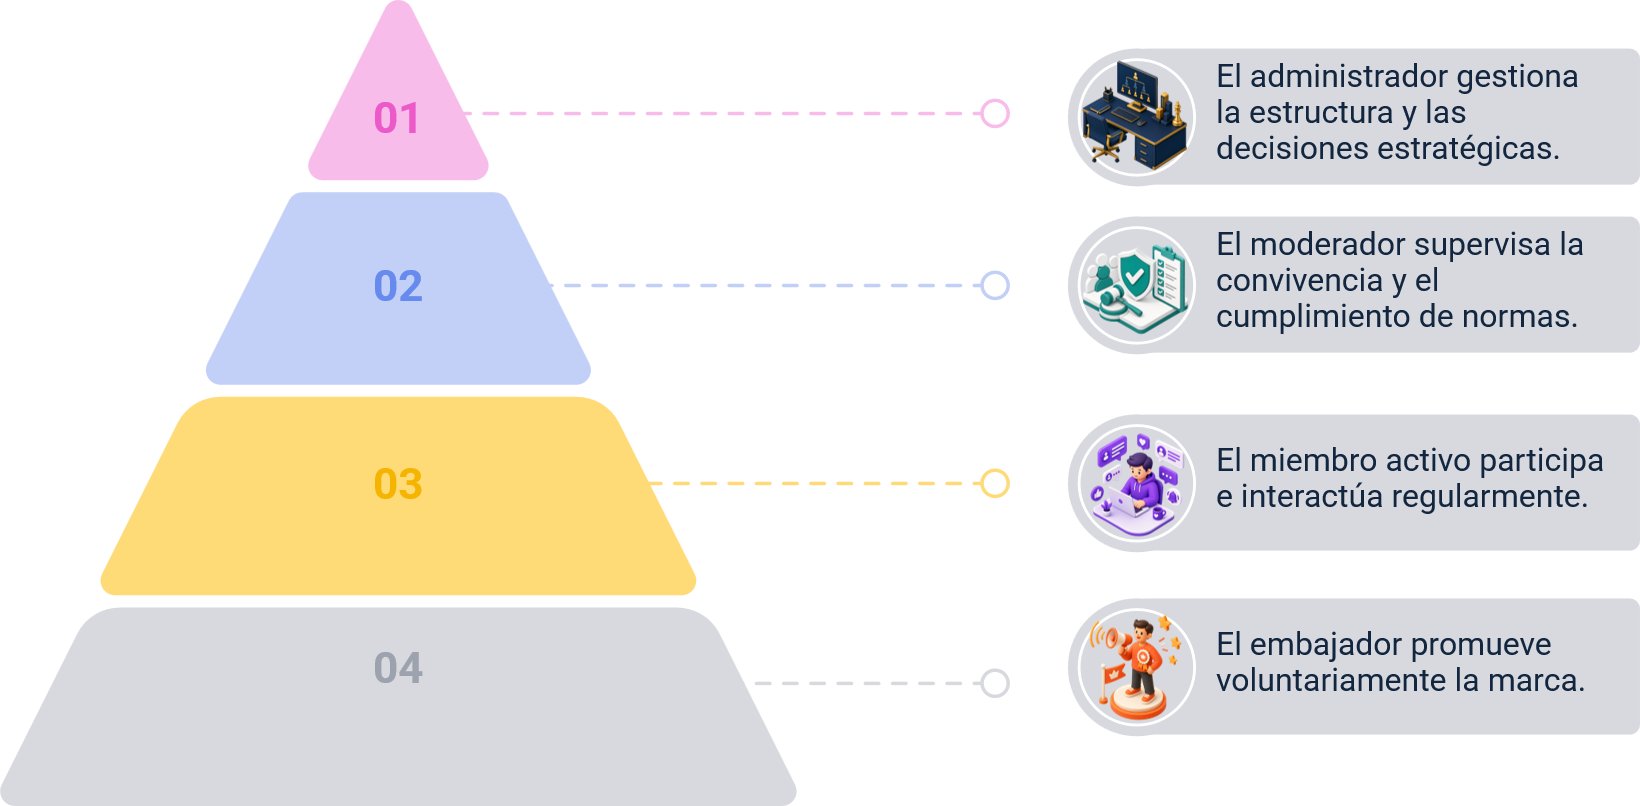 01
El administrador gestiona
la estructura y las
decisiones estratégicas.
02
El moderador supervisa la
convivencia y el
cumplimiento de normas.
03
El miembro activo participa
e interactúa regularmente.
04
El embajador promueve
voluntariamente la marca.